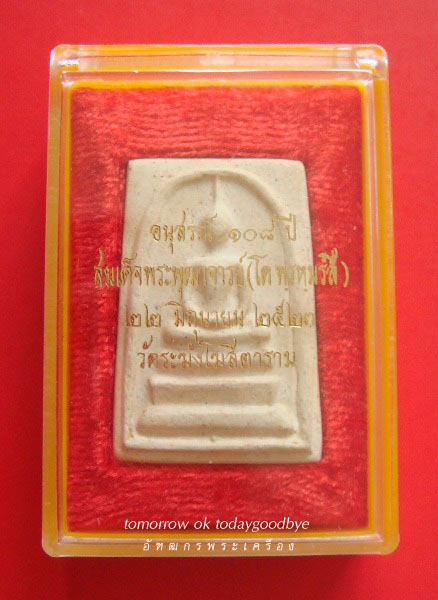 อนุสรณ์ ๑๐๘ ปี
สมเด็จพระพุฒาจารย์(โต พฺรหฺมรํสี)
๒๒ มิถุนายน ๒๕๒๓
วัดระฆังโฆสิตาราม
tomorrow ok todaygoodbye
อัฑฒกรพระเครื่อง